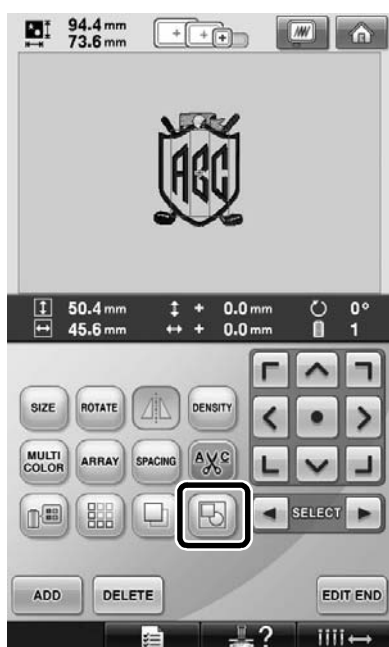 94.4 mm
73.6 mm
AGC
50.4 mm + 0.0 mm 0°
45.6 mm + 0.0 mm 1
SIZE ROTATE DENSITY
MULTI COLOR ARRAY SPACING A C
SELECT
ADD DELETE EDIT END
?